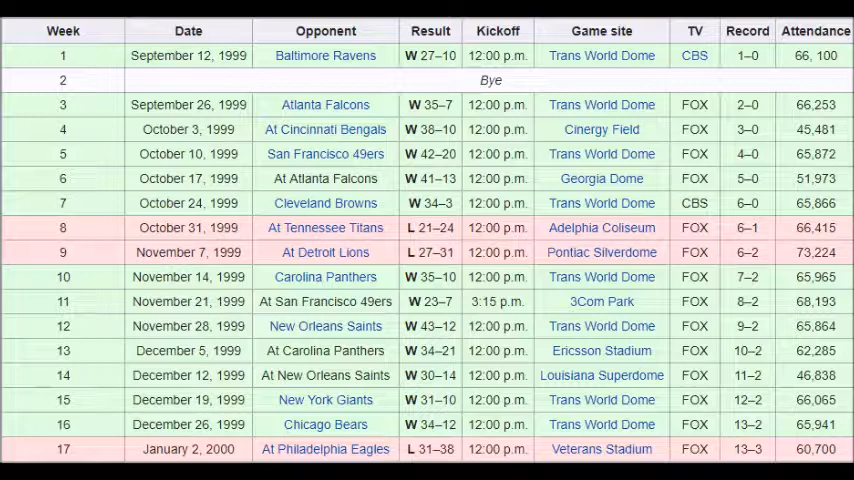 Week Date Opponent Result Kickoff Game site TV Record Attendance
1 September 12, 1999 Baltimore Ravens W 27–10 12:00 p.m. Trans World Dome CBS 1–0 66, 100
2 Bye
3 September 26, 1999 Atlanta Falcons W 35–7 12:00 p.m. Trans World Dome FOX 2–0 66,253
4 October 3, 1999 At Cincinnati Bengals W 38–10 12:00 p.m. Cinergy Field FOX 3–0 45,481
5 October 10, 1999 San Francisco 49ers W 42–20 12:00 p.m. Trans World Dome FOX 4–0 65,872
6 October 17, 1999 At Atlanta Falcons W 41–13 12:00 p.m. Georgia Dome FOX 5–0 51,973
7 October 24, 1999 Cleveland Browns W 34–3 12:00 p.m. Trans World Dome CBS 6–0 65,866
8 October 31, 1999 At Tennessee Titans L 21–24 12:00 p.m. Adelphia Coliseum FOX 6–1 66,415
9 November 7, 1999 At Detroit Lions L 27–31 12:00 p.m. Pontiac Silverdome FOX 6–2 73,224
10 November 14, 1999 Carolina Panthers W 35–10 12:00 p.m. Trans World Dome FOX 7–2 65,965
11 November 21, 1999 At San Francisco 49ers W 23–7 3:15 p.m. 3Com Park FOX 8–2 68,193
12 November 28, 1999 New Orleans Saints W 43–12 12:00 p.m. Trans World Dome FOX 9–2 65,864
13 December 5, 1999 At Carolina Panthers W 34–21 12:00 p.m. Ericsson Stadium FOX 10–2 62,285
14 December 12, 1999 At New Orleans Saints W 30–14 12:00 p.m. Louisiana Superdome FOX 11–2 46,838
15 December 19, 1999 New York Giants W 31–10 12:00 p.m. Trans World Dome FOX 12–2 66,065
16 December 26, 1999 Chicago Bears W 34–12 12:00 p.m. Trans World Dome FOX 13–2 65,941
17 January 2, 2000 At Philadelphia Eagles L 31–38 12:00 p.m. Veterans Stadium FOX 13–3 60,700